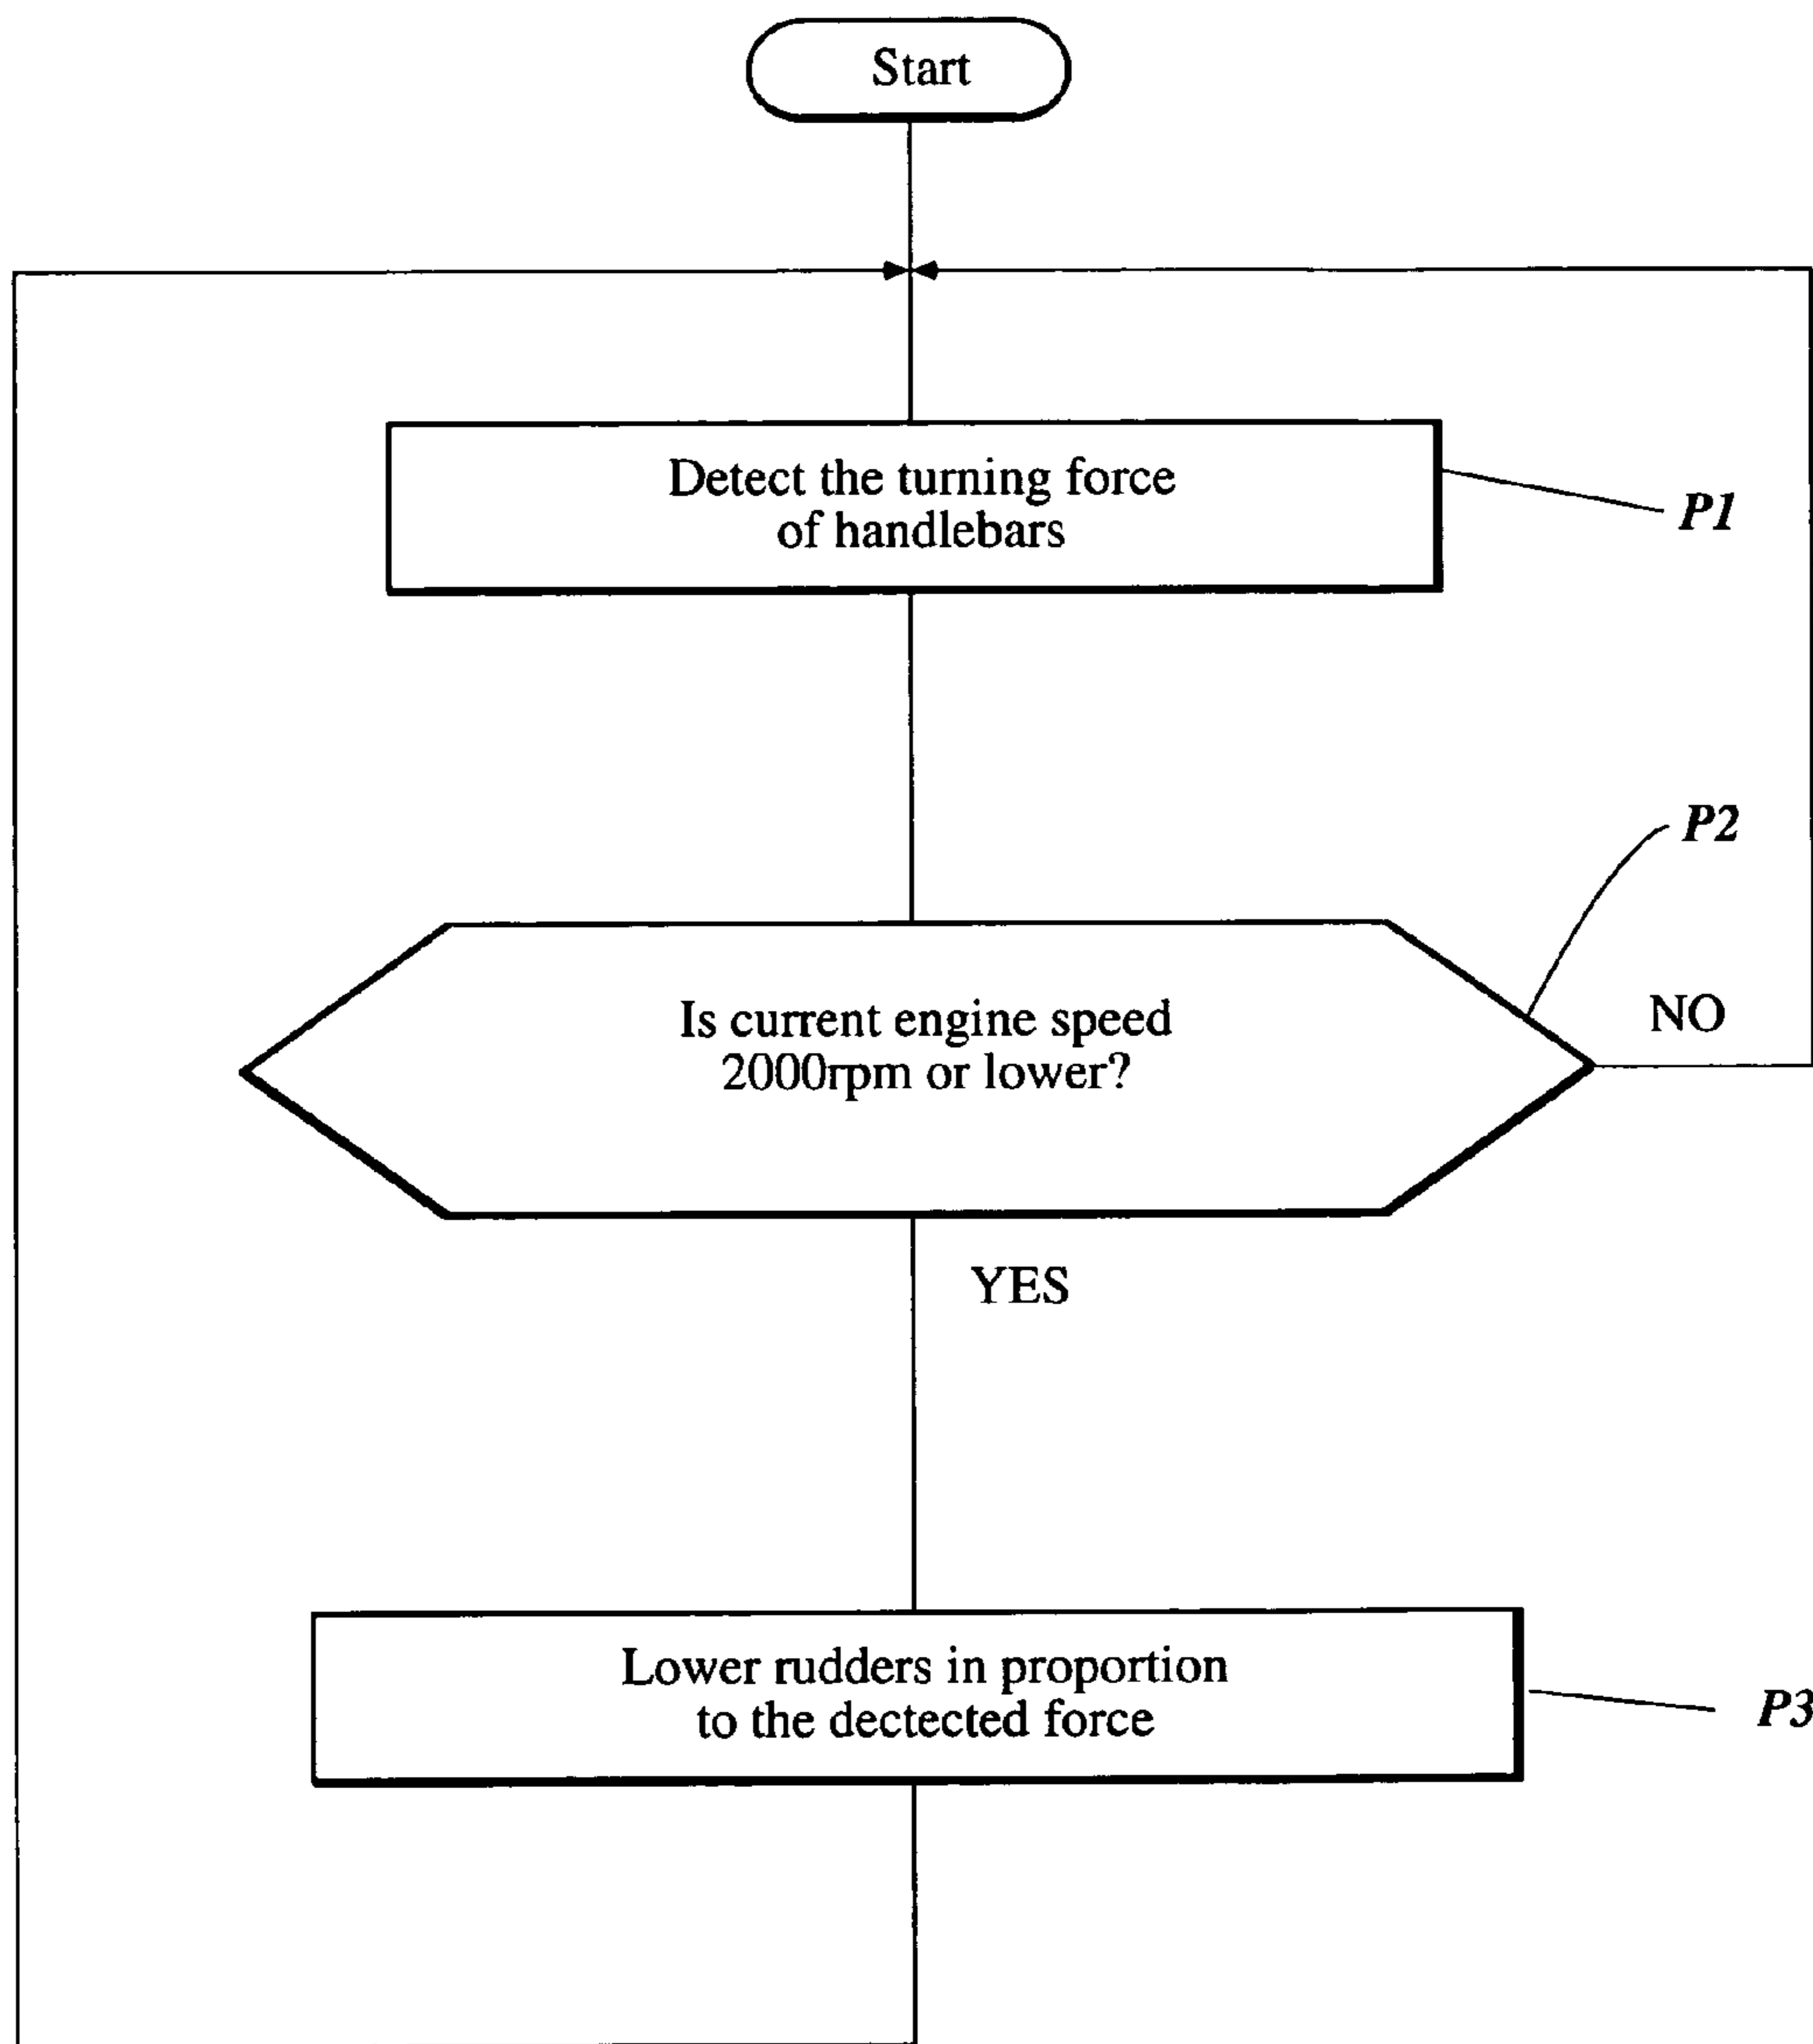 Start
Detect the turning force
of handlebars
P1
P2
Is current engine speed
2000rpm or lower?
NO
YES
Lower rudders in proportion
to the dectected force
P3